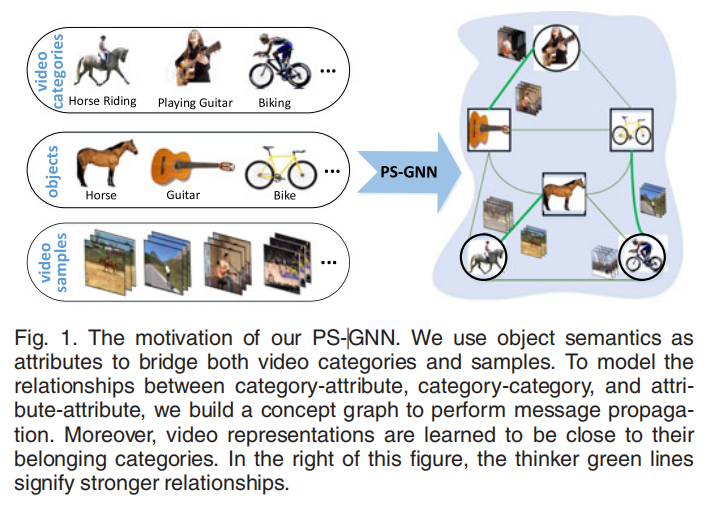 video
categories
Horse Riding
Playing Guitar
Biking
...
objects
Horse
Guitar
Bike
...
video
samples
...
PS-GNN
Fig. 1. The motivation of our PS-GNN. We use object semantics as
attributes to bridge both video categories and samples. To model the
relationships between category-attribute, category-category, and attri-
bute-attribute, we build a concept graph to perform message propaga-
tion. Moreover, video representations are learned to be close to their
belonging categories. In the right of this figure, the thinker green lines
signify stronger relationships.